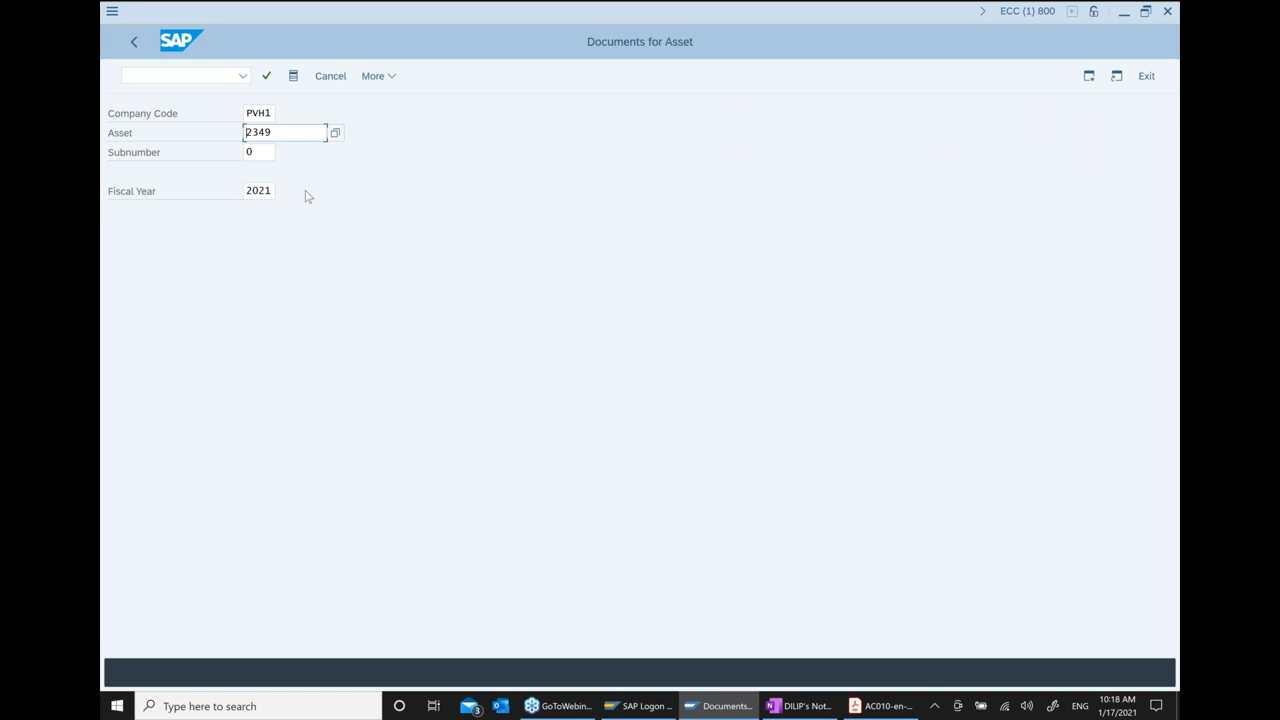 ECC (1) 800
SAP
Documents for Asset
Cancel
More
Exit
Company Code PVH1
Asset 2349
Subnumber 0
Fiscal Year 2021
Type here to search
3
GoToWebin...
SAP Logon ...
Documents...
DILIP's Not...
AC010-en-...
ENG
10:18 AM
1/17/2021